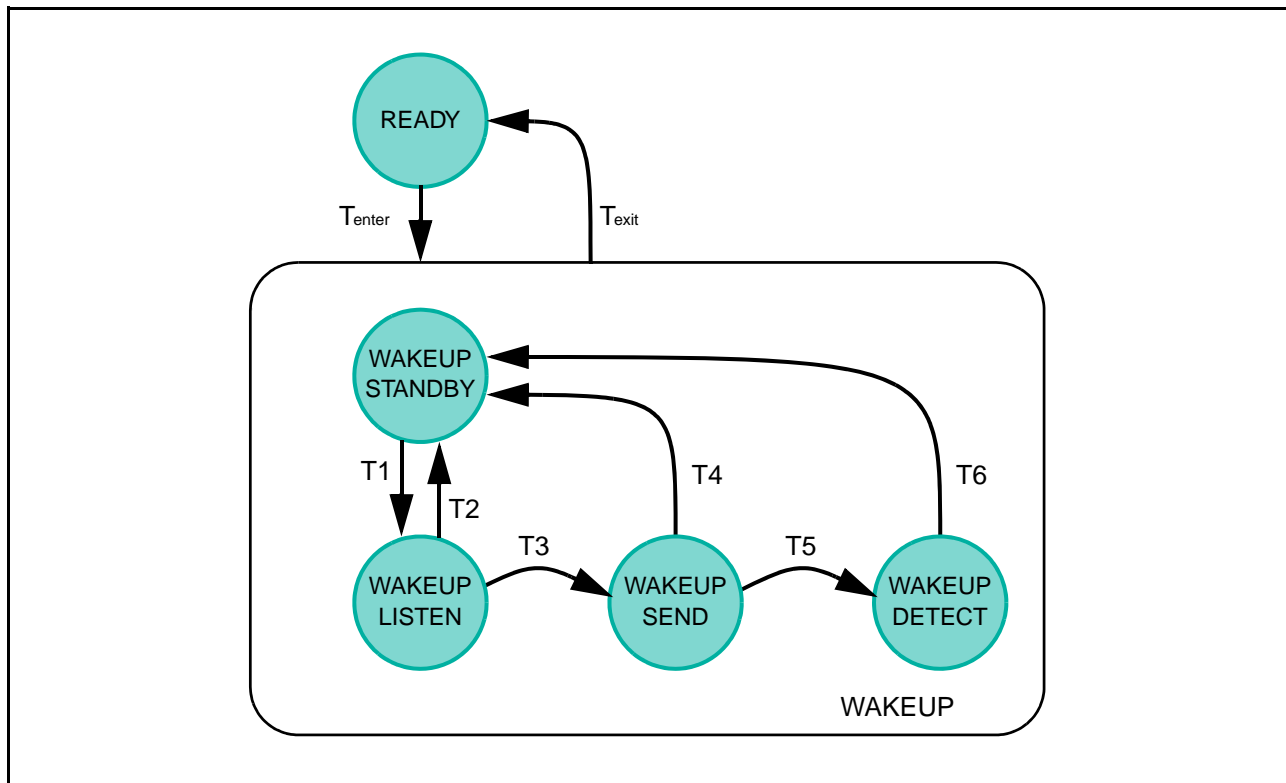 READY
Tenter
Texit
WAKEUP
STANDBY
T1
T2
T4
T6
T3
T5
WAKEUP
LISTEN
WAKEUP
SEND
WAKEUP
DETECT
WAKEUP